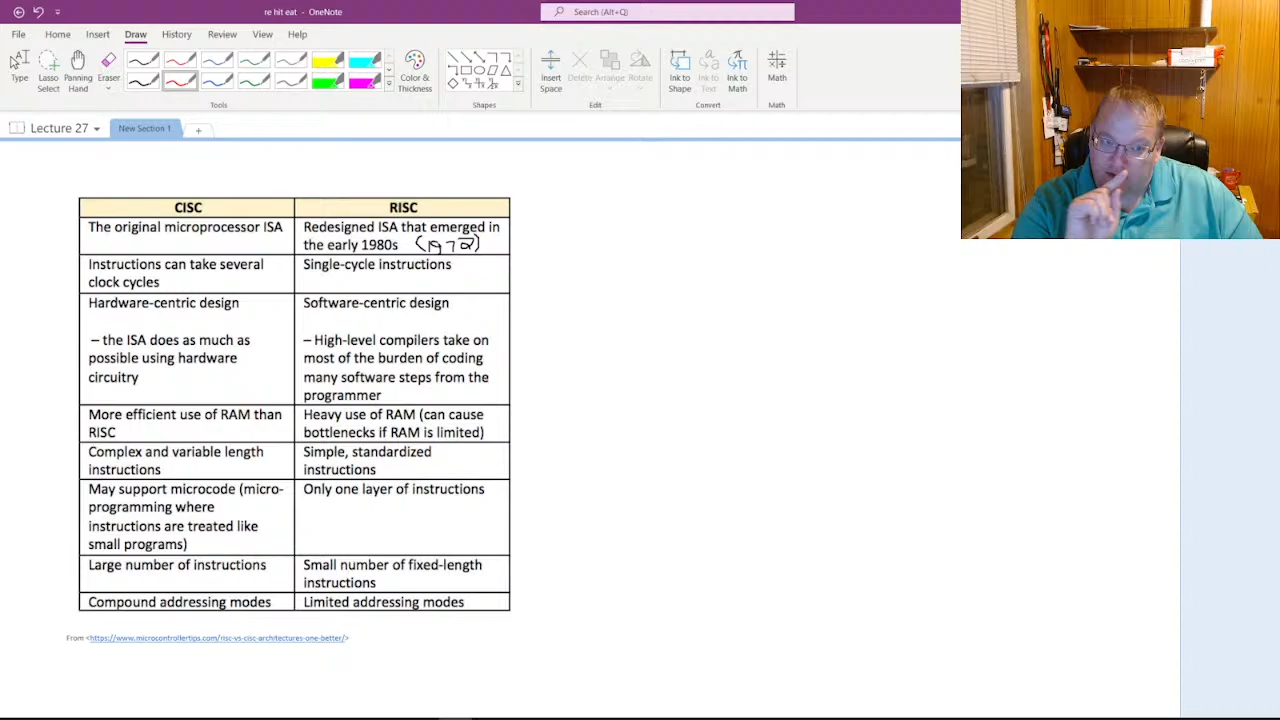 re hit eat - OneNote
Search (Alt+Q)
File Home Insert Draw History Review View Help
Type
Lasso Select
Panning Hand
Eraser
Color & Thickness
Insert Space
Delete
Arrange
Rotate
Ink to Shape
Ink to Text
Ink to Math
Math
Tools
Shapes
Edit
Convert
Math
Lecture 27
New Section 1
CISC
RISC
The original microprocessor ISA
Redesigned ISA that emerged in
the early 1980s
Instructions can take several
clock cycles
Single-cycle instructions
Hardware-centric design
– the ISA does as much as
possible using hardware
circuitry
Software-centric design
– High-level compilers take on
most of the burden of coding
many software steps from the
programmer
More efficient use of RAM than
RISC
Heavy use of RAM (can cause
bottlenecks if RAM is limited)
Complex and variable length
instructions
Simple, standardized
instructions
May support microcode (micro-
programming where
instructions are treated like
small programs)
Only one layer of instructions
Large number of instructions
Small number of fixed-length
instructions
Compound addressing modes
Limited addressing modes
From <https://www.microcontrollertips.com/risc-vs-cisc-architectures-one-better/>